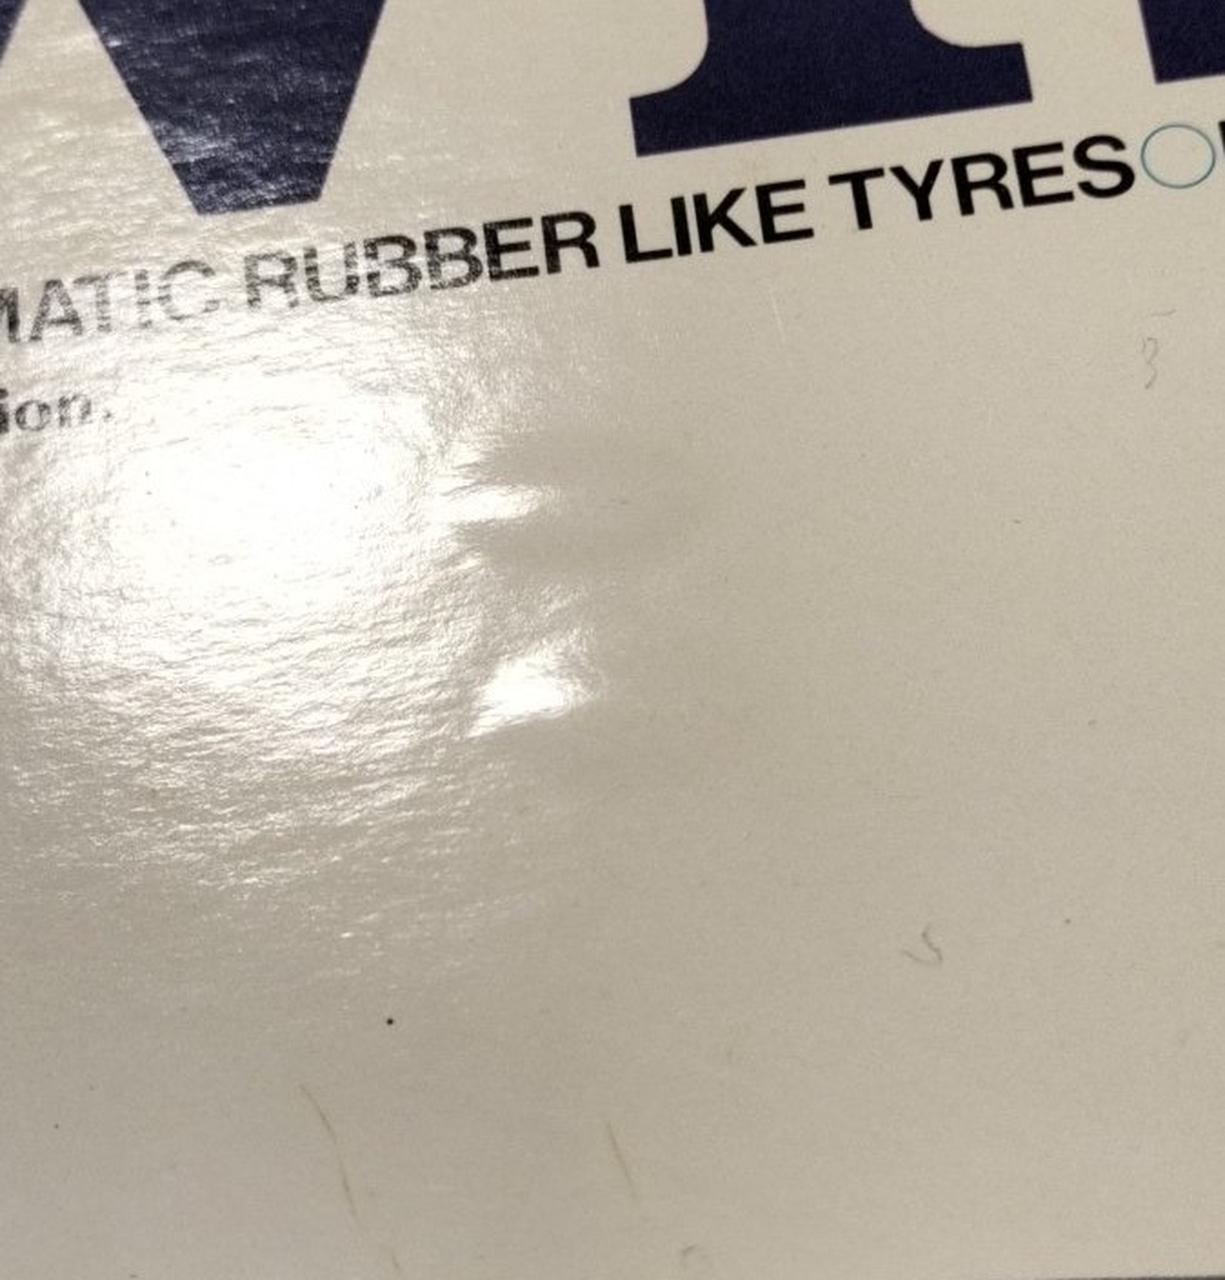 MATIC RUBBER LIKE TYRES
ion.